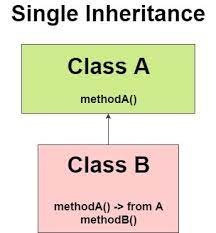 Single Inheritance
Class A
methodA()
Class B
methodA() -> from A
methodB()